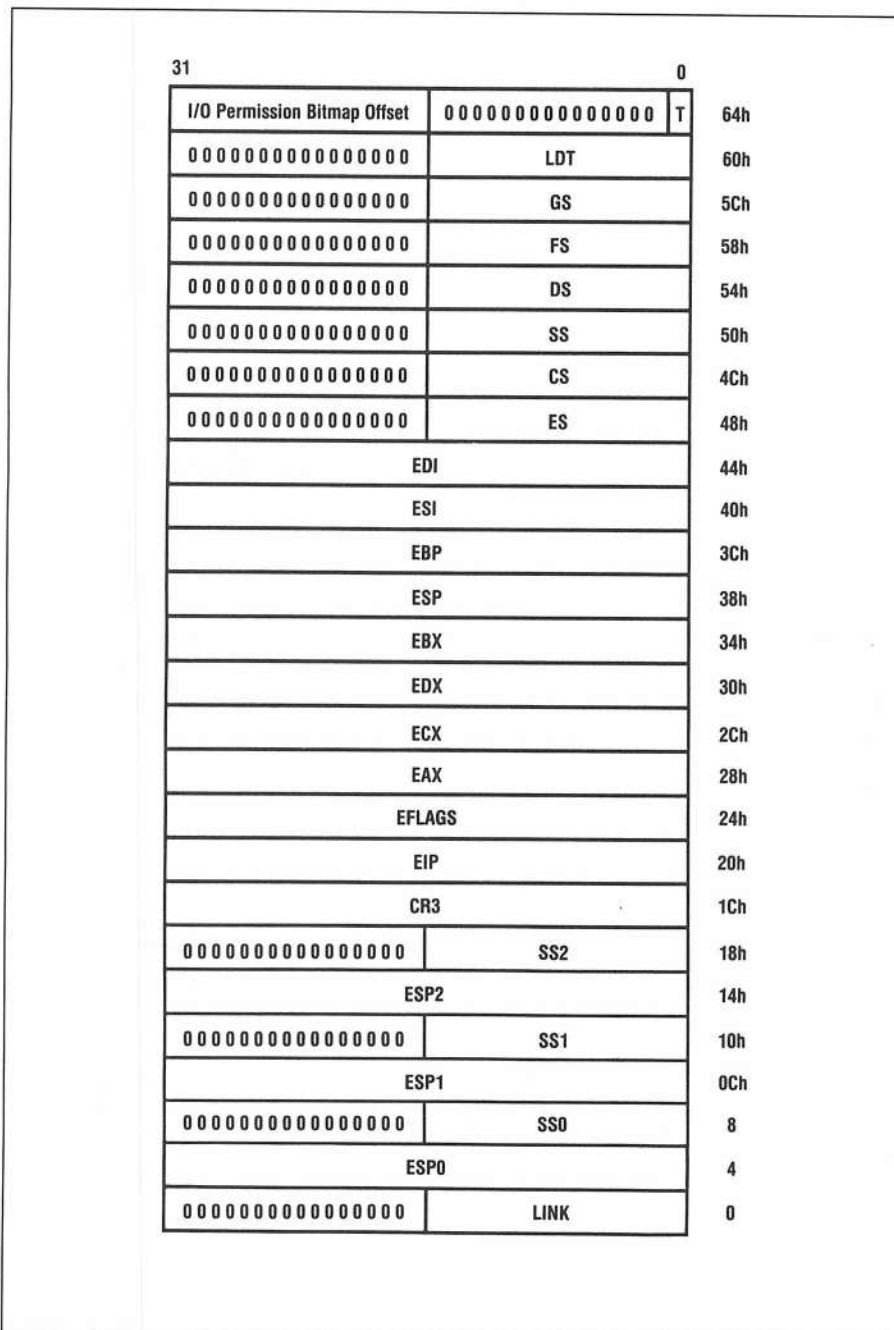 31 0
I/O Permission Bitmap Offset 000000000000000 T 64h
0000000000000000 LDT 60h
0000000000000000 GS 5Ch
0000000000000000 FS 58h
0000000000000000 DS 54h
0000000000000000 SS 50h
0000000000000000 CS 4Ch
0000000000000000 ES 48h
EDI 44h
ESI 40h
EBP 3Ch
ESP 38h
EBX 34h
EDX 30h
ECX 2Ch
EAX 28h
EFLAGS 24h
EIP 20h
CR3 1Ch
0000000000000000 SS2 18h
ESP2 14h
0000000000000000 SS1 10h
ESP1 0Ch
0000000000000000 SS0 8
ESP0 4
0000000000000000 LINK 0